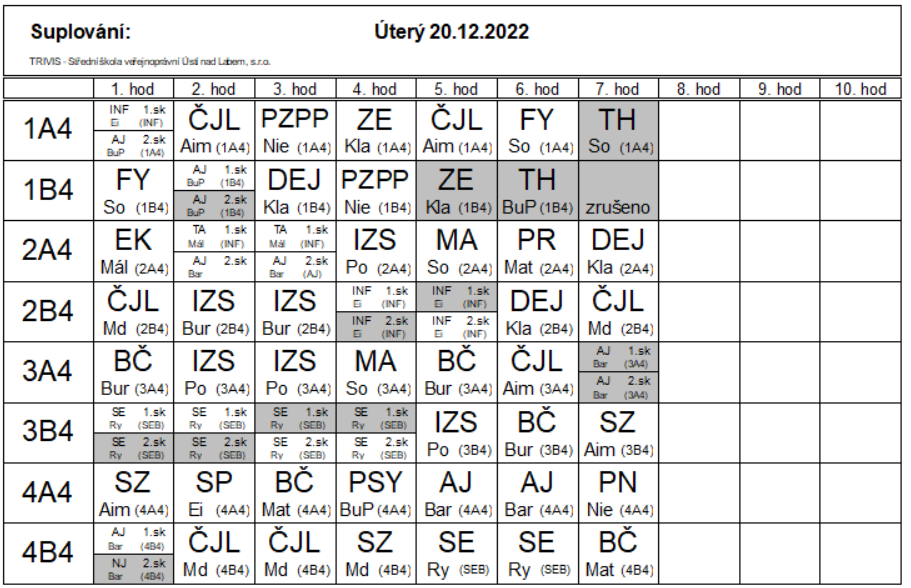 Suplování: Úterý 20.12.2022
TRIVIS - Střední škola veřejnoprávní Ústí nad Labem, s.r.o.
1. hod 2. hod 3. hod 4. hod 5. hod 6. hod 7. hod 8. hod 9. hod 10. hod
1A4
INF 1.sk
Ei (INF)
AJ 2.sk
BuP (1A4)
ČJL
Aim (1A4)
PZPP
Nie (1A4)
ZE
Kla (1A4)
ČJL
Aim (1A4)
FY
So (1A4)
TH
So (1A4)
1B4
FY
So (1B4)
AJ 1.sk
BuP (1B4)
AJ 2.sk
BuP (1B4)
DEJ
Kla (1B4)
PZPP
Nie (1B4)
ZE
Kla (1B4)
TH
BuP (1B4)
zrušeno
2A4
EK
Mál (2A4)
TA 1.sk
Mál (INF)
AJ 2.sk
Bar
TA 1.sk
Mál (INF)
AJ 2.sk
Bar (AJ)
IZS
Po (2A4)
MA
So (2A4)
PR
Mat (2A4)
DEJ
Kla (2A4)
2B4
ČJL
Md (2B4)
IZS
Bur (2B4)
IZS
Bur (2B4)
INF 1.sk
Ei (INF)
INF 2.sk
Ei (INF)
INF 1.sk
Ei (INF)
INF 2.sk
Ei (INF)
DEJ
Kla (2B4)
ČJL
Md (2B4)
3A4
BČ
Bur (3A4)
IZS
Po (3A4)
IZS
Po (3A4)
MA
So (3A4)
BČ
Bur (3A4)
ČJL
Aim (3A4)
AJ 1.sk
Bar (3A4)
AJ 2.sk
Bar (3A4)
3B4
SE 1.sk
Ry (SEB)
SE 2.sk
Ry (SEB)
SE 1.sk
Ry (SEB)
SE 2.sk
Ry (SEB)
SE 1.sk
Ry (SEB)
SE 2.sk
Ry (SEB)
SE 1.sk
Ry (SEB)
SE 2.sk
Ry (SEB)
IZS
Po (3B4)
BČ
Bur (3B4)
SZ
Aim (3B4)
4A4
SZ
Aim (4A4)
SP
Ei (4A4)
BČ
Mat (4A4)
PSY
BuP (4A4)
AJ
Bar (4A4)
AJ
Bar (4A4)
PN
Nie (4A4)
4B4
AJ 1.sk
Bar (4B4)
NJ 2.sk
Bar (4B4)
ČJL
Md (4B4)
ČJL
Md (4B4)
SZ
Md (4B4)
SE
Ry (SEB)
SE
Ry (SEB)
BČ
Mat (4B4)